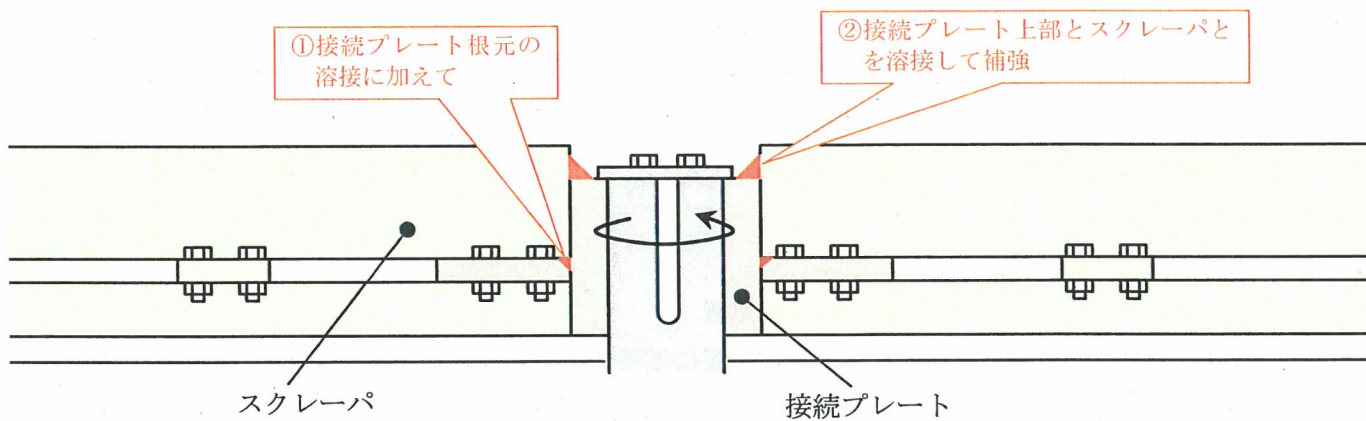 ①接続プレート根元の
溶接に加えて
②接続プレート上部とスクレーパと
を溶接して補強
スクレーパ
接続プレート